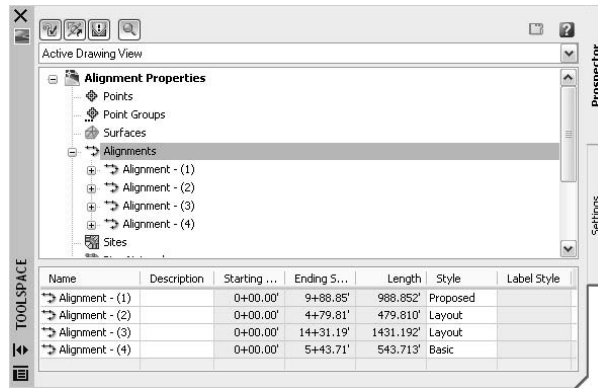 Active Drawing View
Alignment Properties
Points
Point Groups
Surfaces
Alignments
Alignment - (1)
Alignment - (2)
Alignment - (3)
Alignment - (4)
Sites
Name Description Starting ... Ending S... Length Style Label Style
Alignment - (1) 0+00.00' 9+88.85' 988.852' Proposed
Alignment - (2) 0+00.00' 4+79.81' 479.810' Layout
Alignment - (3) 0+00.00' 14+31.19' 1431.192' Layout
Alignment - (4) 0+00.00' 5+43.71' 543.713' Basic
TOOLSPACE
Prospector
Settings